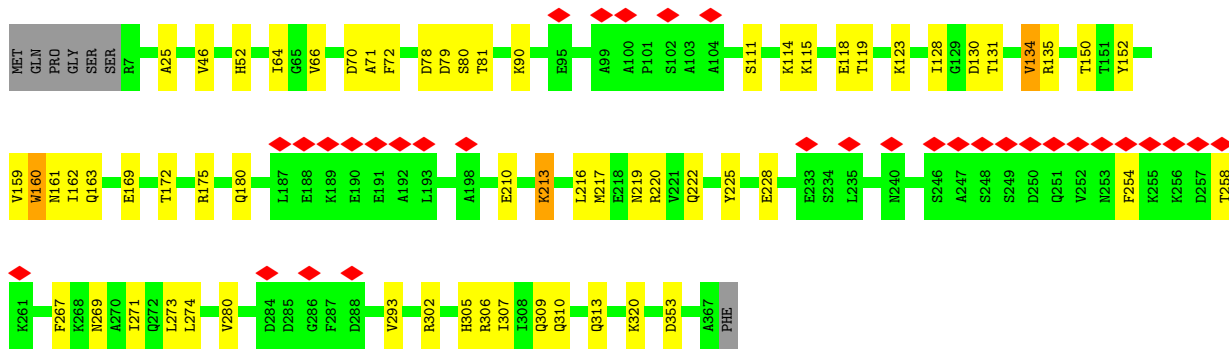 MET GLN PRO GLY SER SER R7 A25 V46 H52 I64 G65 V66 D70 A71 F72 D78 D79 S80 T81 K90 E95 A99 A100 P101 S102 A103 A104 S111 K114 K115 E118 T119 K123 I128 G129 D130 T131 V134 R135 T150 T151 Y152
V159 W160 N161 I162 Q163 E169 T172 R175 Q180 L187 E188 K189 E190 E191 A192 L193 A198 E210 K213 L216 M217 E218 N219 R220 V221 Q222 Y225 E228 E233 S234 L235 N240 S246 A247 S248 S249 D250 Q251 V252 N253 F254 K255 K256 D257 T258
K261 F267 K268 N269 A270 I271 Q272 L273 L274 V280 D284 D285 G286 F287 D288 V293 R302 H305 R306 I307 I308 Q309 Q310 Q313 K320 D353 A367 PHE